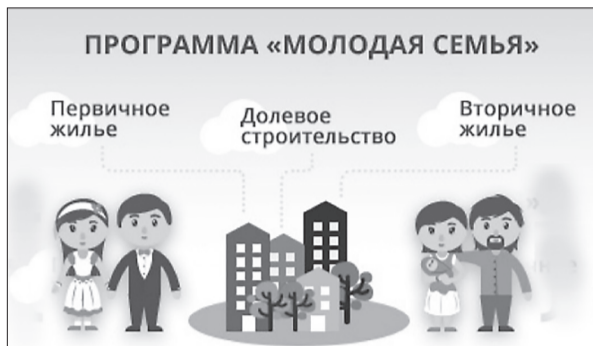 ПРОГРАММА «МОЛОДАЯ СЕМЬЯ»
Первичное
жилье
Долевое
строительство
Вторичное
жилье